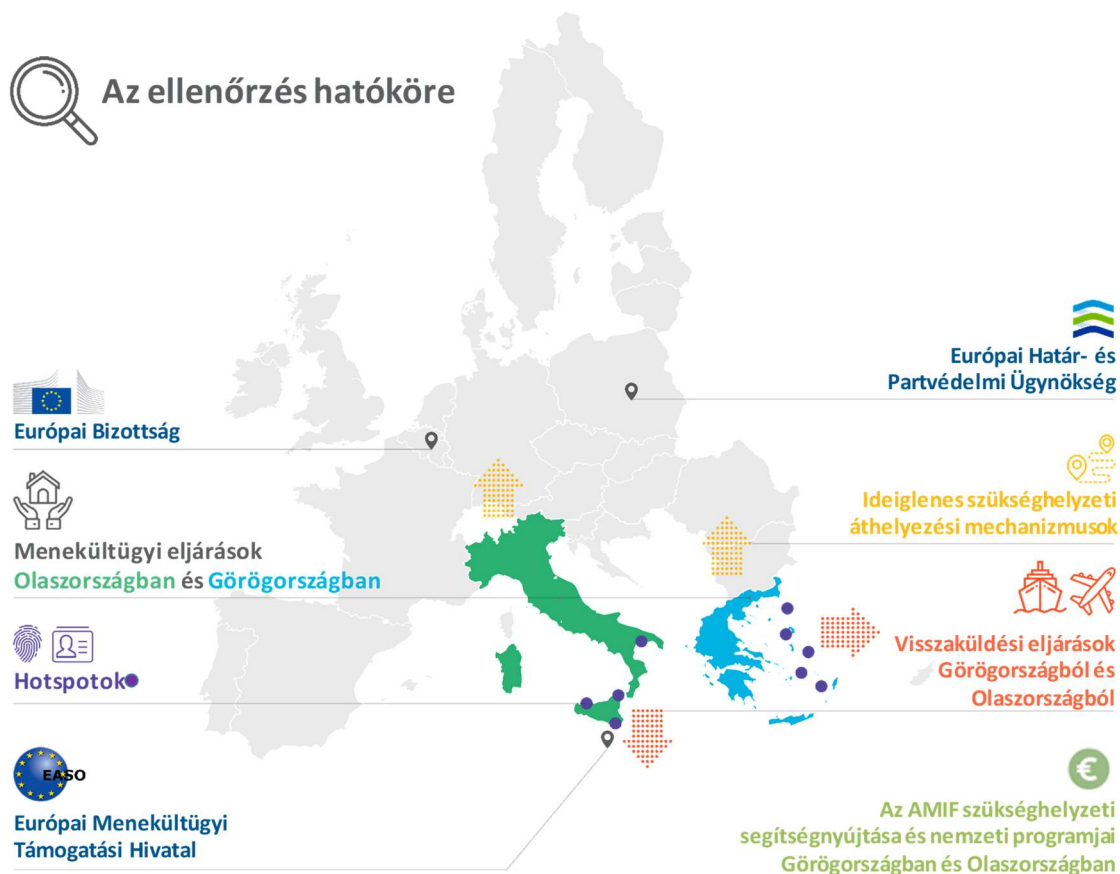 Az ellenőrzés hatóköre
Európai Bizottság
Menekültügyi eljárások
Olaszországban és Görögországban
Hotspotok
EASO
Európai Menekültügyi
Támogatási Hivatal
Európai Határ- és
Partvédelmi Ügynökség
Ideiglenes szükséghelyzeti
áthelyezési mechanizmusok
Visszaküldési eljárások
Görögországból és
Olaszországból
€
Az AMIF szükséghelyzeti
segítségnyújtása és nemzeti programjai
Görögországban és Olaszországban